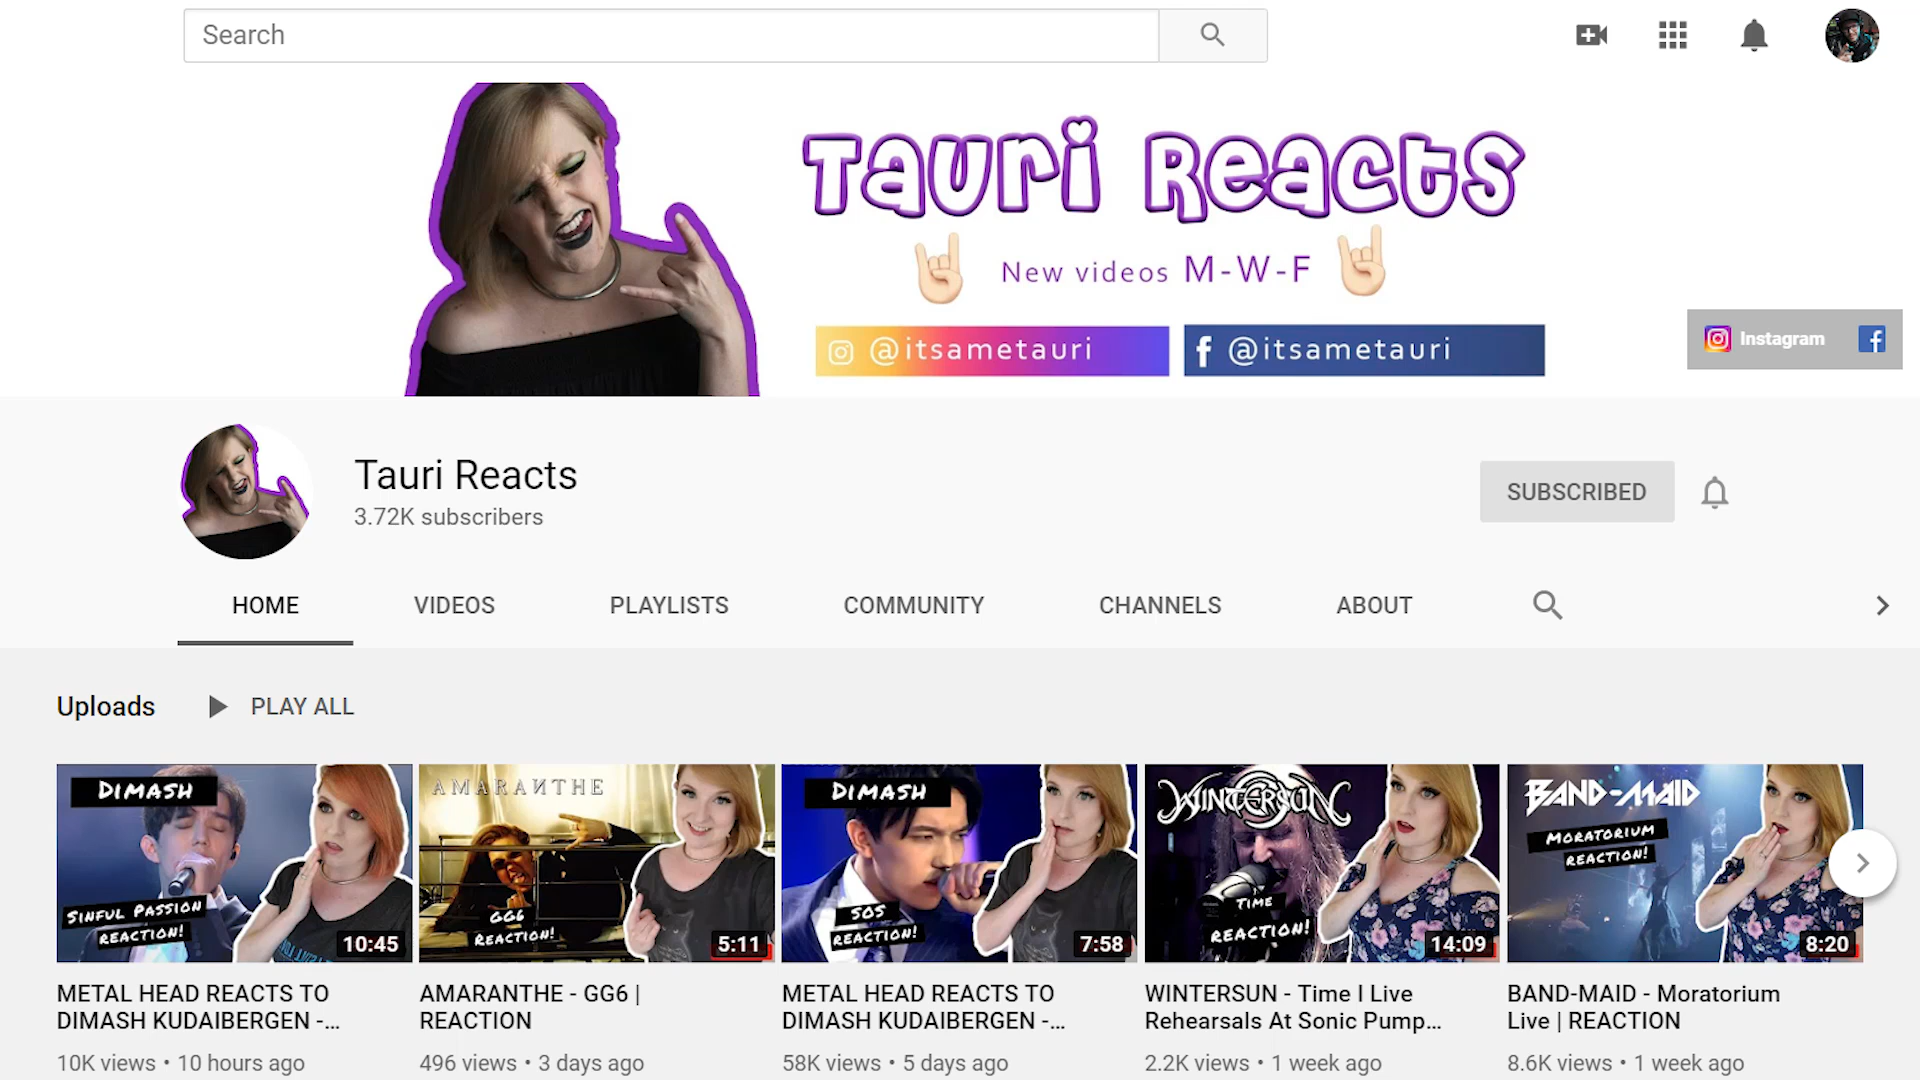 Search
Tauri Reacts
New videos M-W-F
@itsametauri
@itsametauri
Instagram
Tauri Reacts
3.72K subscribers
SUBSCRIBED
HOME
VIDEOS
PLAYLISTS
COMMUNITY
CHANNELS
ABOUT
Uploads
PLAY ALL
DIMASH
SINFUL PASSION
REACTION!
10:45
AMARANTHE
GG6
REACTION!
5:11
DIMASH
SOS
REACTION!
7:58
WINTERSUN
TIME
REACTION!
14:09
BAND-MAID
MORATORIUM
REACTION!
8:20
METAL HEAD REACTS TO
DIMASH KUDAIBERGEN -...
10K views • 10 hours ago
AMARANTHE - GG6 |
REACTION
496 views • 3 days ago
METAL HEAD REACTS TO
DIMASH KUDAIBERGEN -...
58K views • 5 days ago
WINTERSUN - Time I Live
Rehearsals At Sonic Pump...
2.2K views • 1 week ago
BAND-MAID - Moratorium
Live | REACTION
8.6K views • 1 week ago